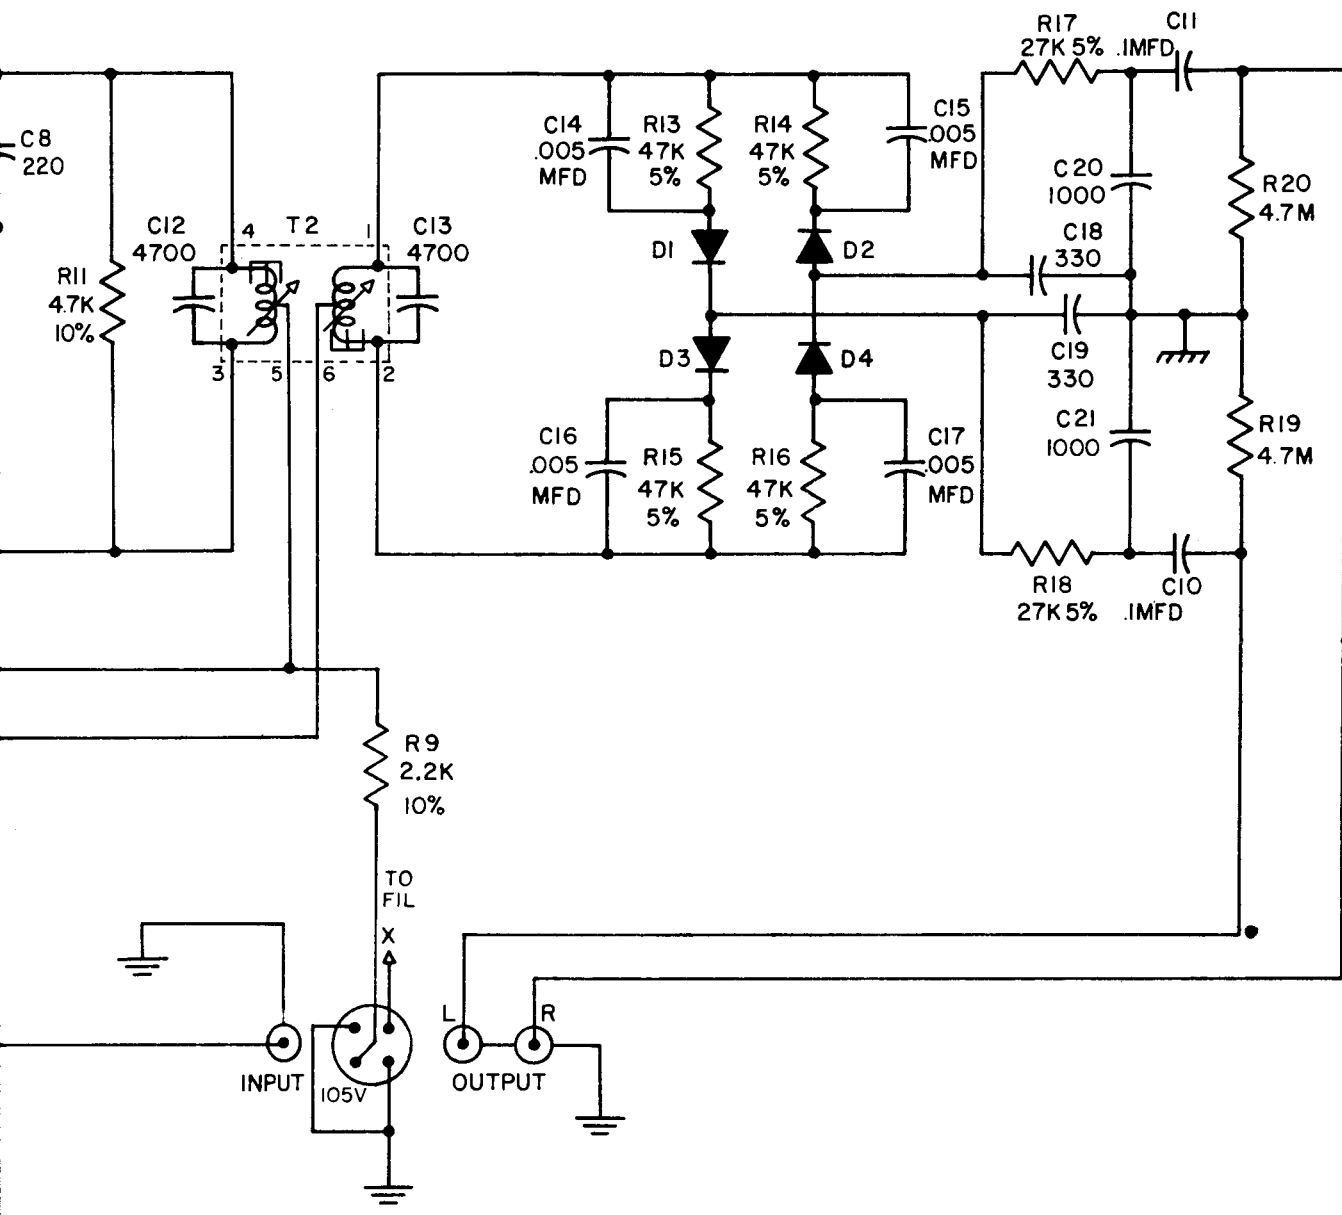 R17
27K 5%
C11
.1MFD
C8
220
C14
.005
MFD
R13
47K
5%
R14
47K
5%
C15
.005
MFD
C20
1000
R20
4.7M
C12
4700
4
T2
1
C13
4700
D1
D2
C18
330
R11
4.7K
10%
3
5
6
2
D3
D4
C19
330
C16
.005
MFD
R15
47K
5%
R16
47K
5%
C17
.005
MFD
C21
1000
R19
4.7M
R18
27K 5%
C10
.1MFD
R9
2.2K
10%
TO
FIL
X
L
R
INPUT
105V
OUTPUT